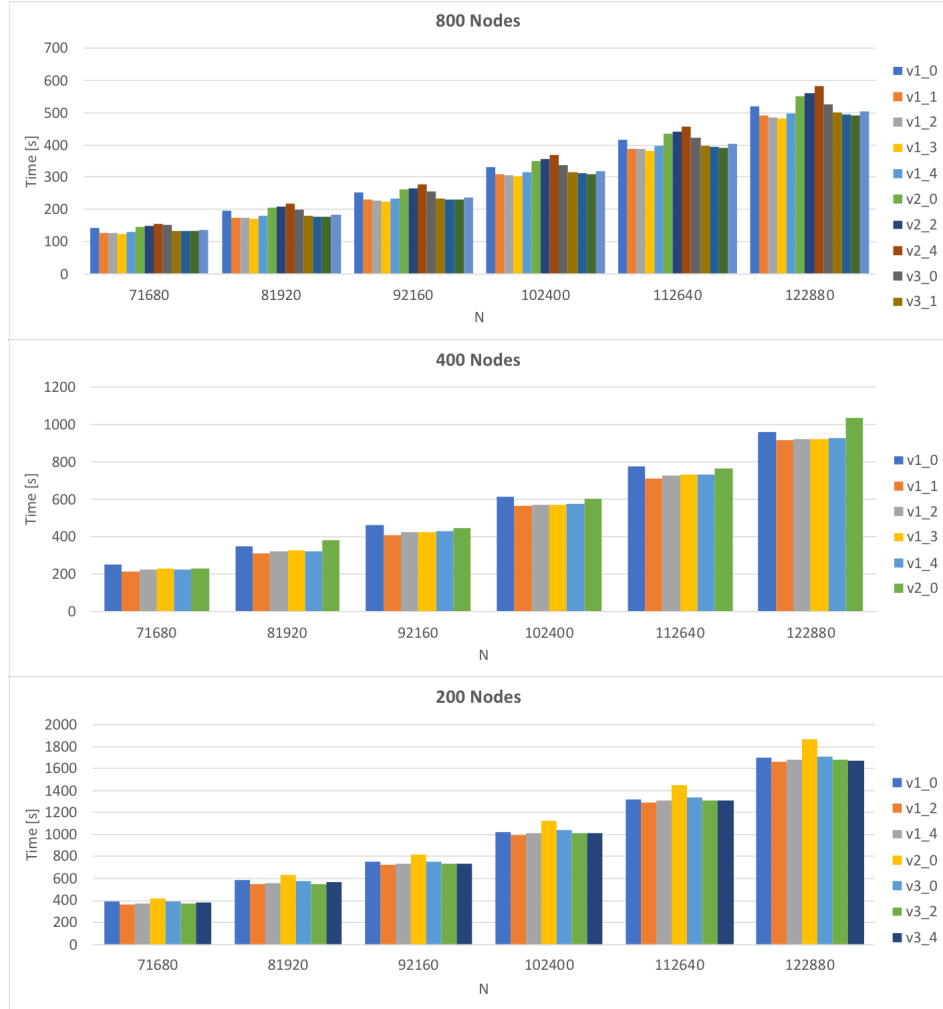 800 Nodes
700
600
500
400
300
200
100
0
Time [s]
71680 81920 92160 102400 112640 122880
N
v1_0
v1_1
v1_2
v1_3
v1_4
v2_0
v2_2
v2_4
v3_0
v3_1
400 Nodes
1200
1000
800
600
400
200
0
Time [s]
71680 81920 92160 102400 112640 122880
N
v1_0
v1_1
v1_2
v1_3
v1_4
v2_0
200 Nodes
2000
1800
1600
1400
1200
1000
800
600
400
200
0
Time [s]
71680 81920 92160 102400 112640 122880
N
v1_0
v1_2
v1_4
v2_0
v3_0
v3_2
v3_4